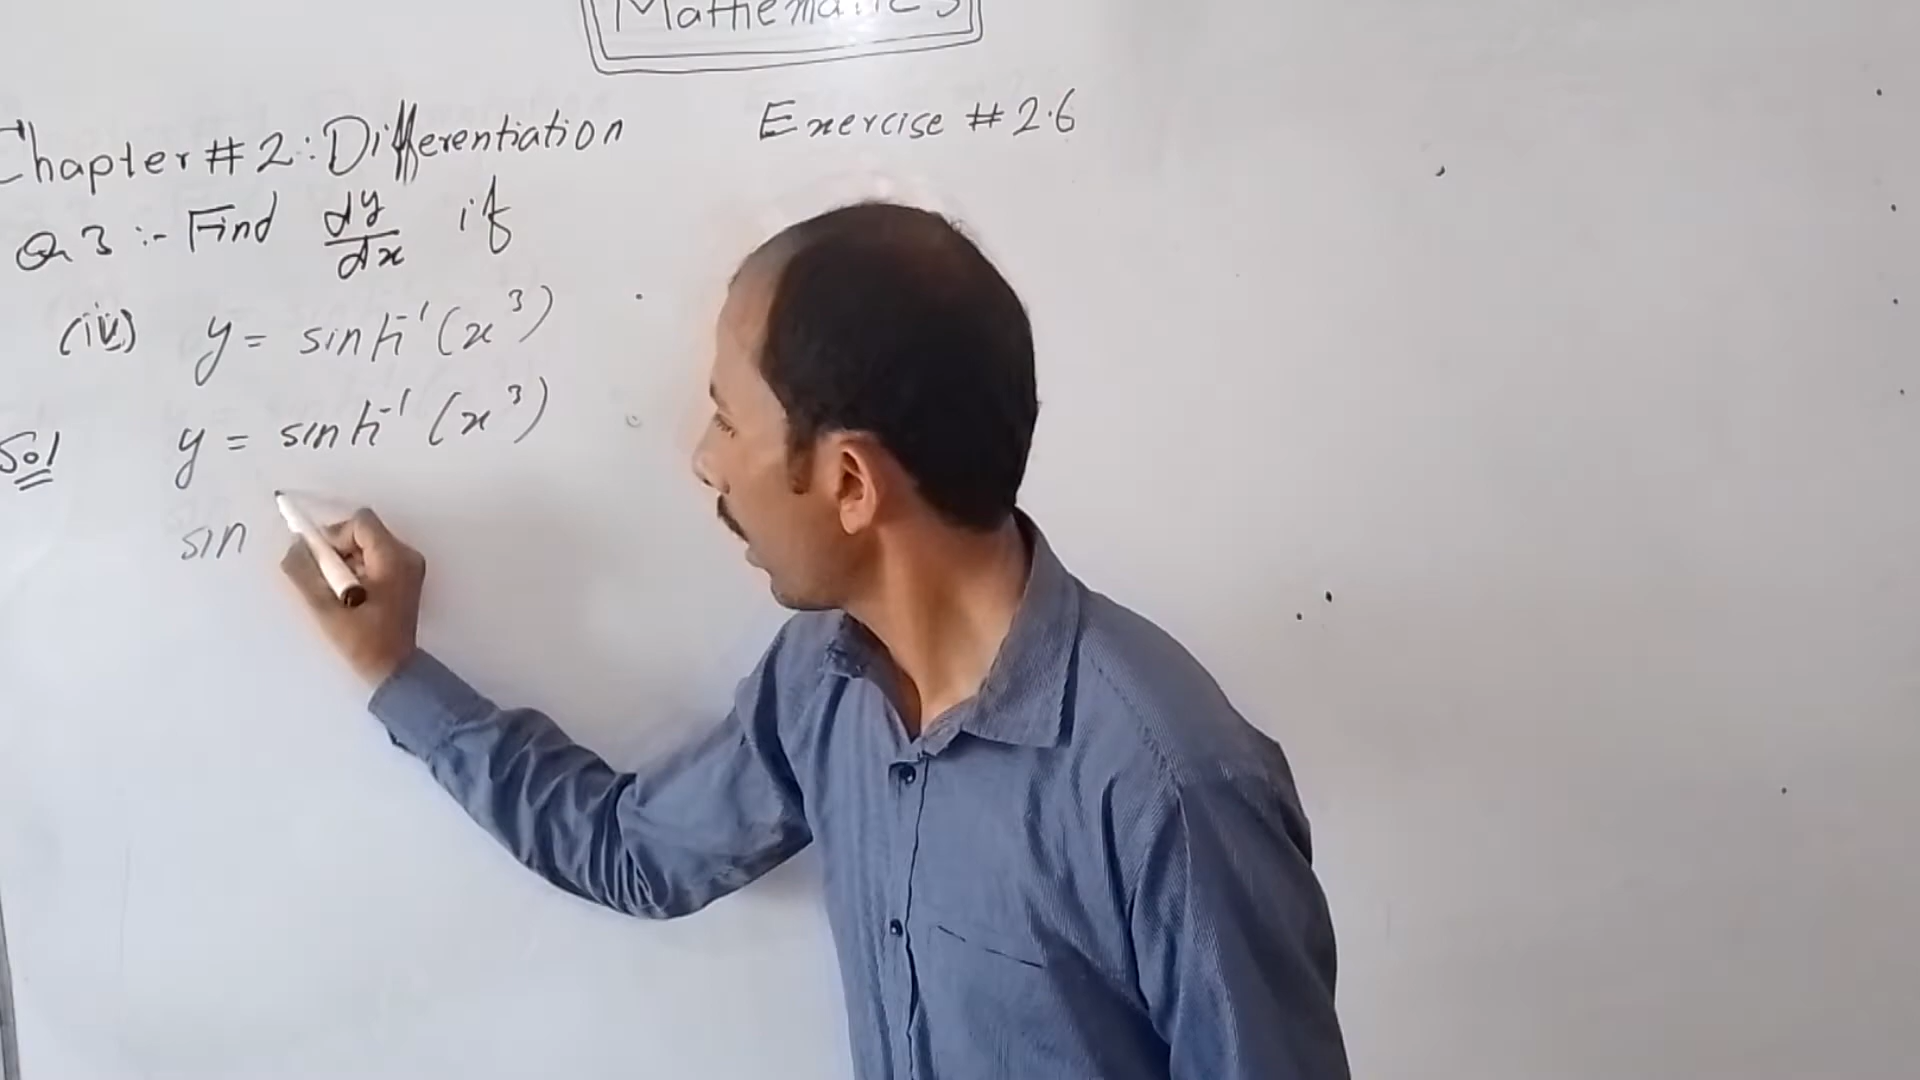 Mathematics
Chapter # 2 : Differentiation Exercise # 2.6
Q 3 :- Find dy/dx if
(iv) y = sinh⁻¹(x³)
Sol y = sinh⁻¹(x³)
sin